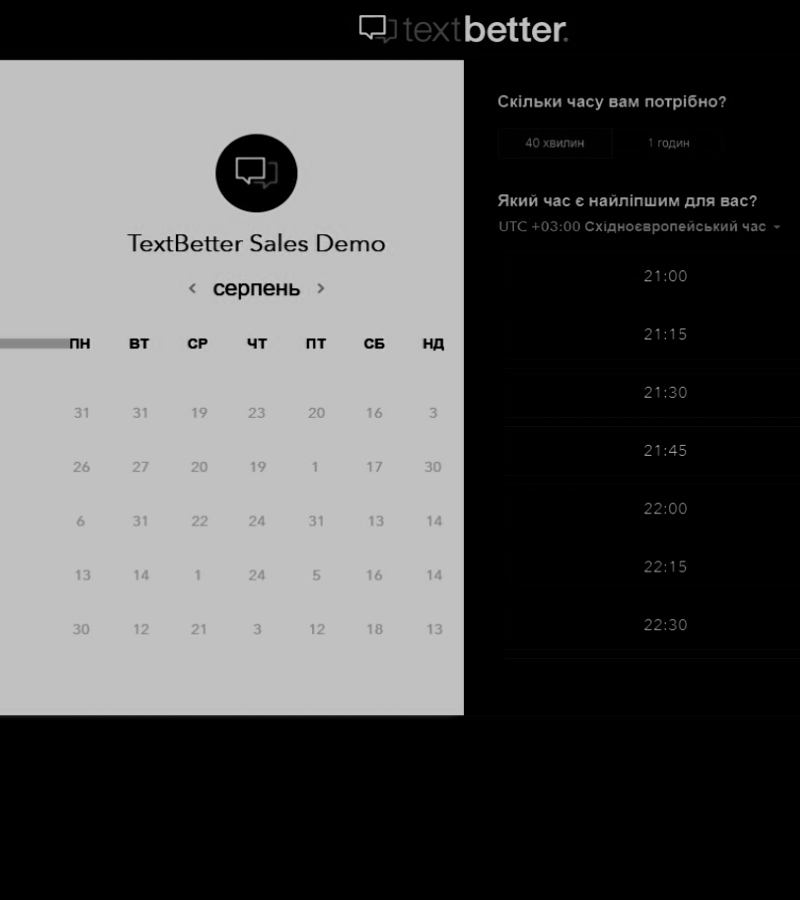 textbetter.
TextBetter Sales Demo
серпень
ПН ВТ СР ЧТ ПТ СБ НД
31 31 19 23 20 16 3
26 27 20 19 1 17 30
6 31 22 24 31 13 14
13 14 1 24 5 16 14
30 12 21 3 12 18 13
Скільки часу вам потрібно?
40 хвилин 1 годин
Який час є найліпшим для вас?
UTC +03:00 Східноєвропейський час
21:00
21:15
21:30
21:45
22:00
22:15
22:30